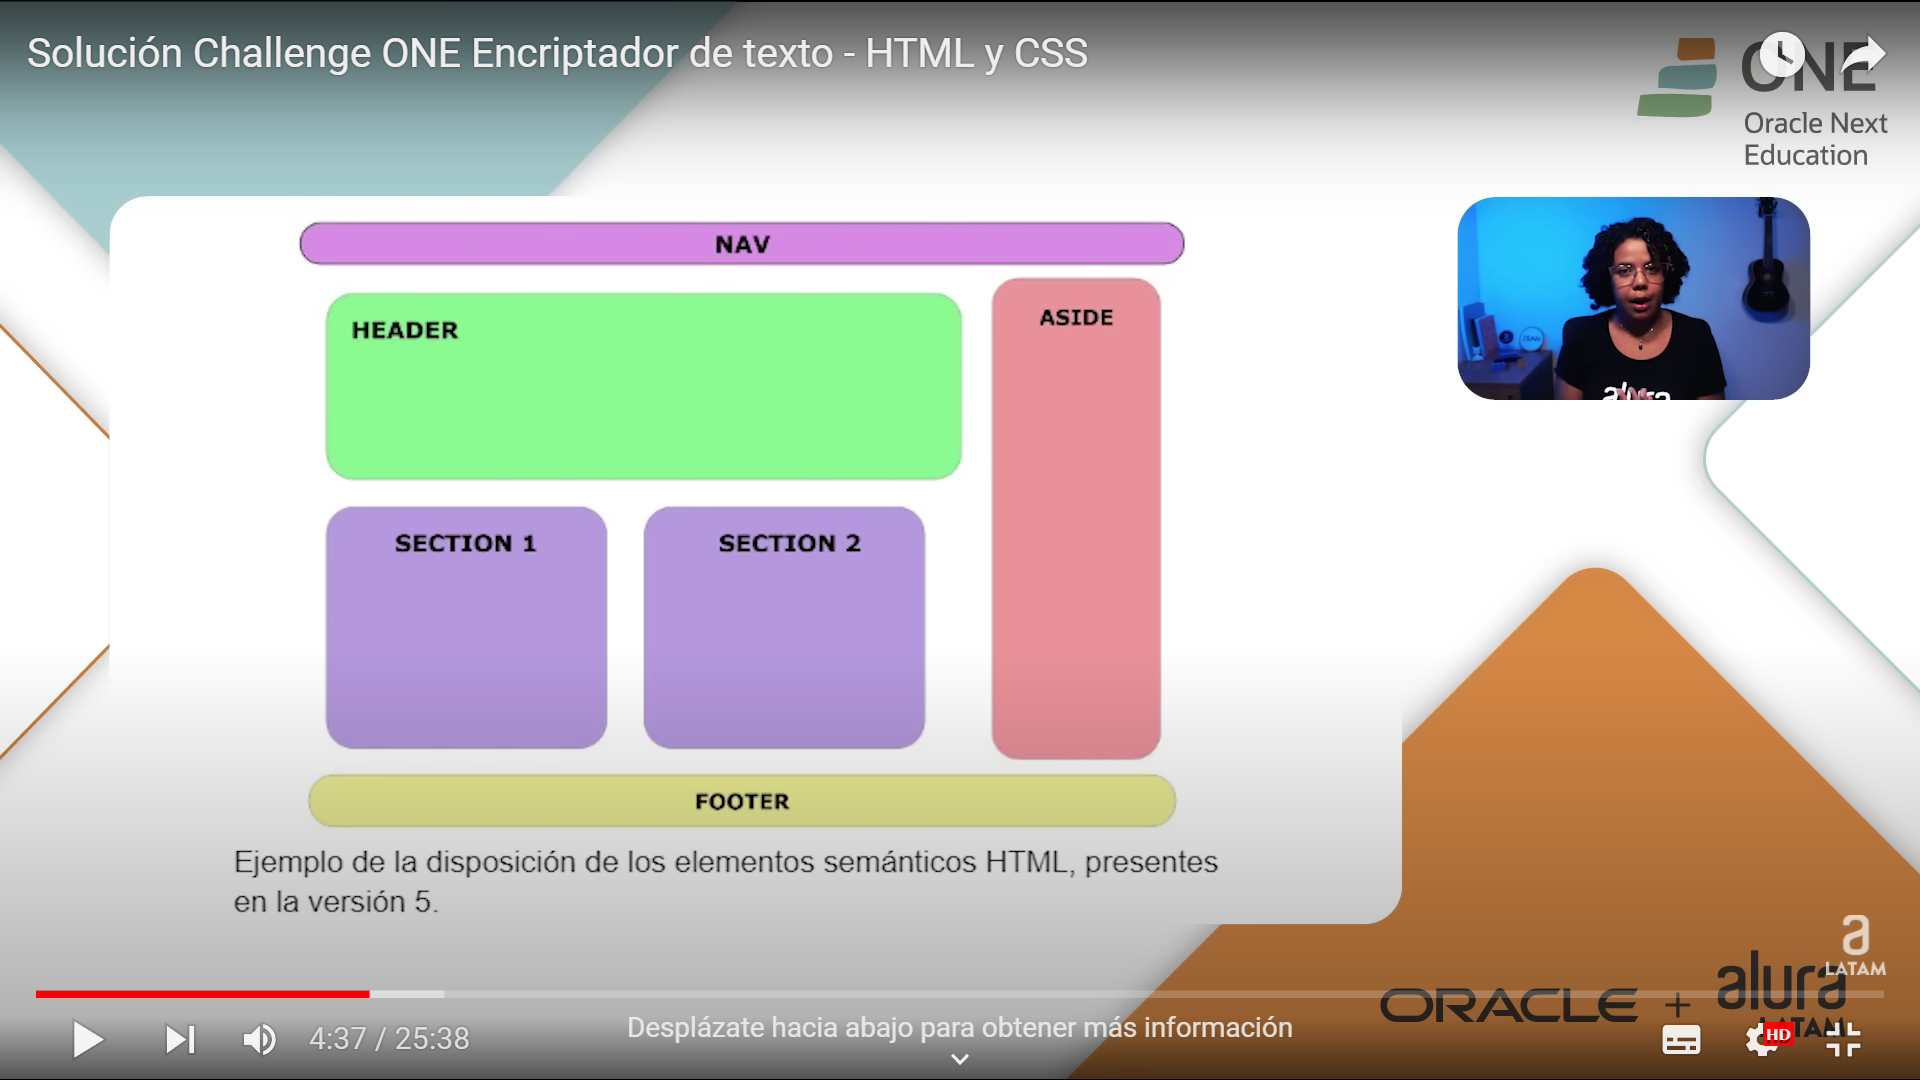 Solución Challenge ONE Encriptador de texto - HTML y CSS
ONE
Oracle Next
Education
NAV
HEADER
ASIDE
SECTION 1
SECTION 2
FOOTER
Ejemplo de la disposición de los elementos semánticos HTML, presentes
en la versión 5.
alura
a
LATAM
ORACLE + alura
LATAM
4:37 / 25:38
Desplázate hacia abajo para obtener más información
HD